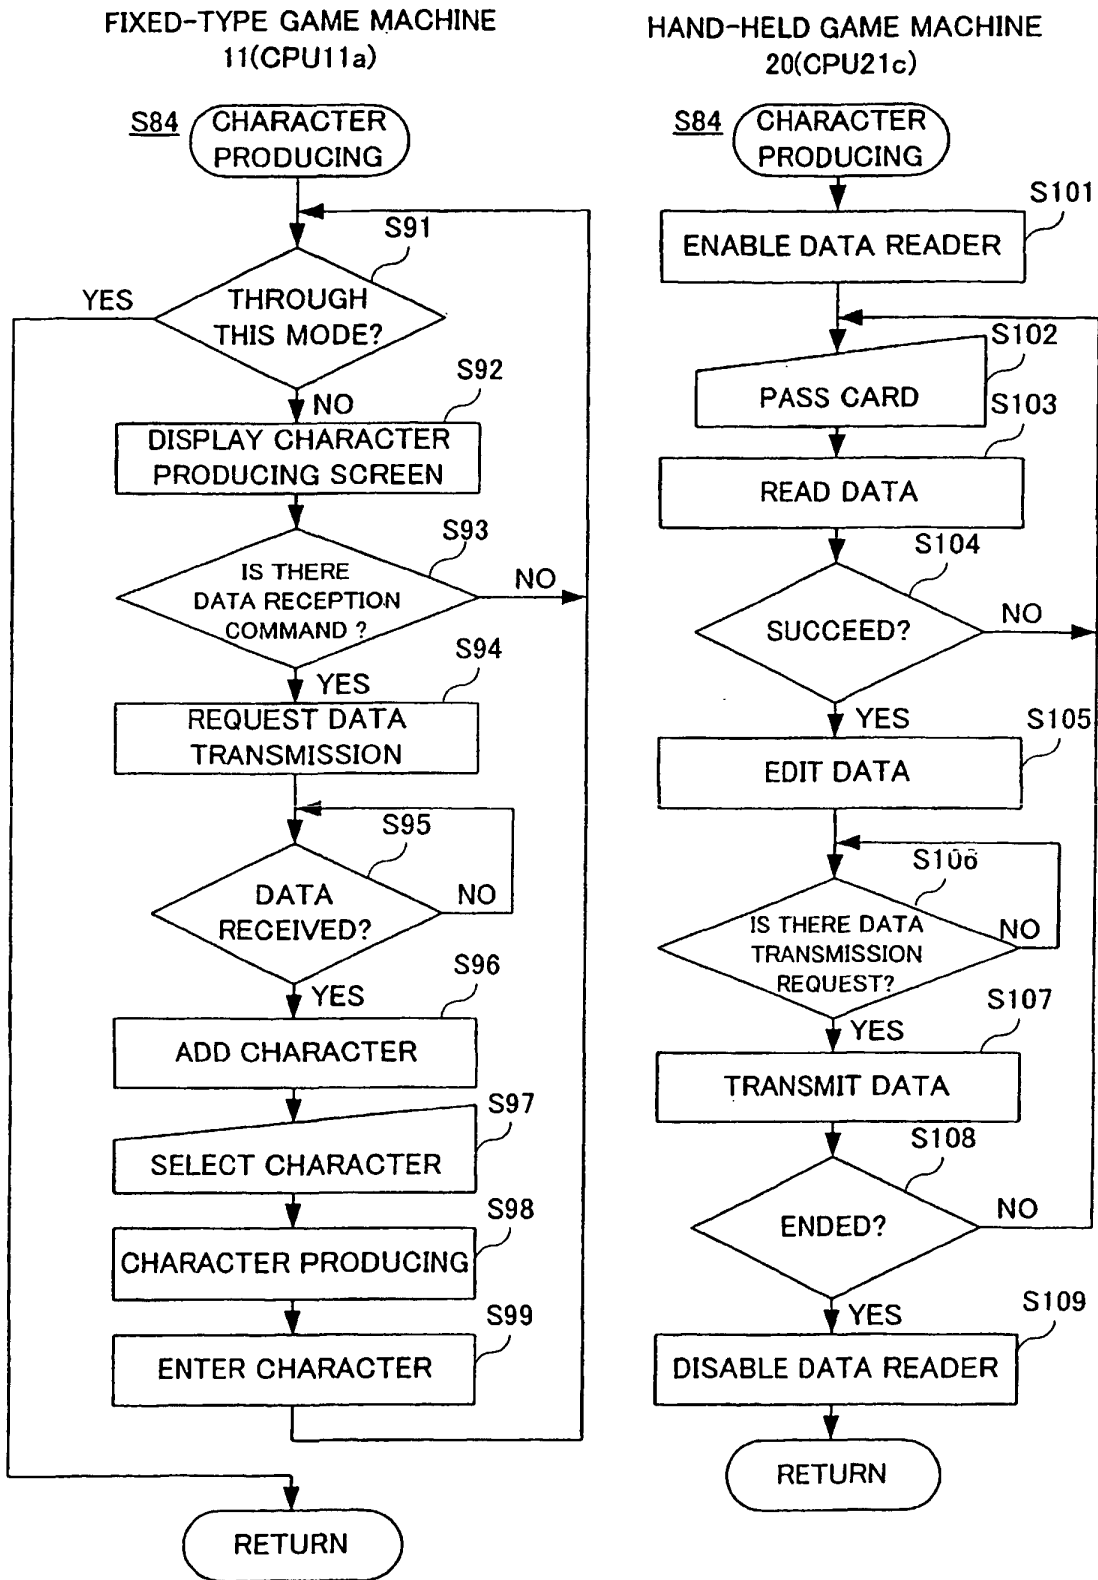 FIXED-TYPE GAME MACHINE
11(CPU11a)
S84
CHARACTER
PRODUCING
S91
YES
THROUGH
THIS MODE?
NO
S92
DISPLAY CHARACTER
PRODUCING SCREEN
S93
IS THERE
DATA RECEPTION
COMMAND ?
NO
YES
S94
REQUEST DATA
TRANSMISSION
S95
DATA
RECEIVED?
NO
YES
S96
ADD CHARACTER
S97
SELECT CHARACTER
S98
CHARACTER PRODUCING
S99
ENTER CHARACTER
RETURN
HAND-HELD GAME MACHINE
20(CPU21c)
S84
CHARACTER
PRODUCING
S101
ENABLE DATA READER
S102
PASS CARD
S103
READ DATA
S104
SUCCEED?
NO
YES
S105
EDIT DATA
S106
IS THERE DATA
TRANSMISSION
REQUEST?
NO
YES
S107
TRANSMIT DATA
S108
ENDED?
NO
YES
S109
DISABLE DATA READER
RETURN